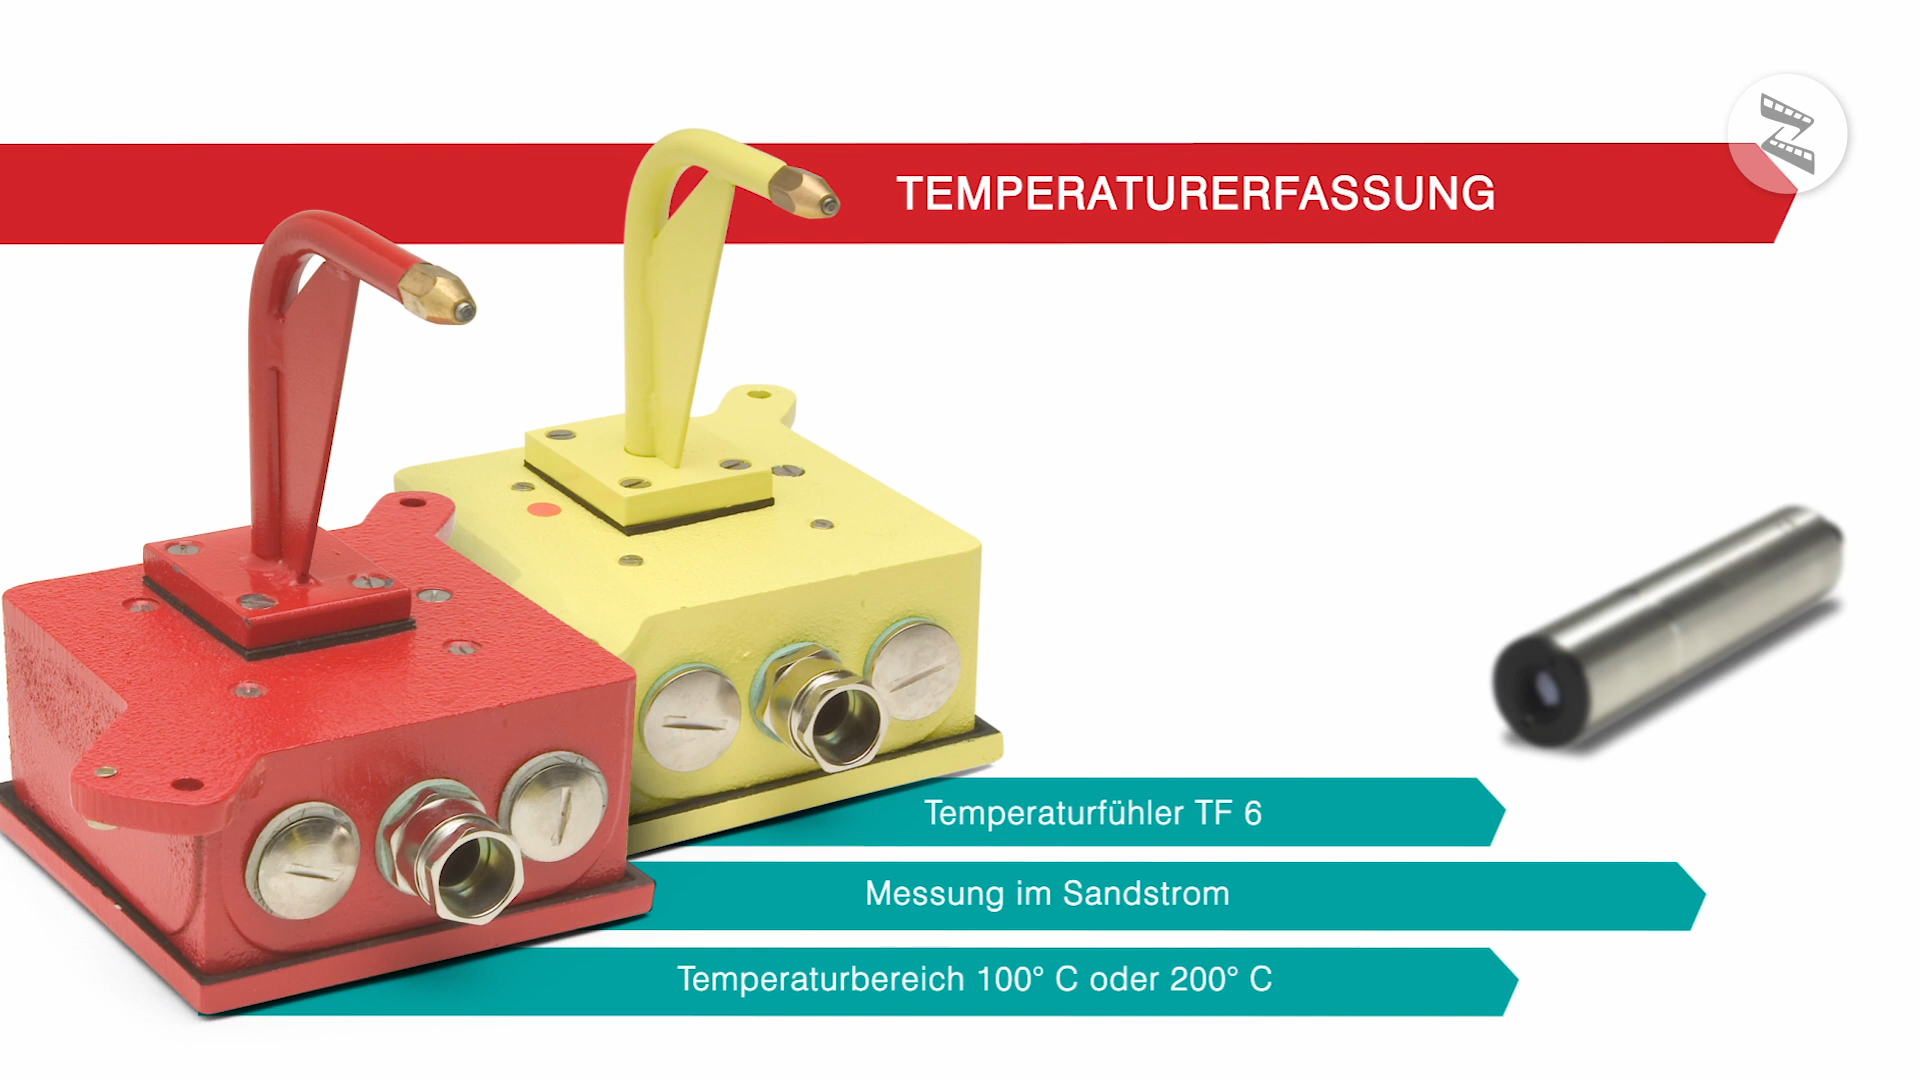 TEMPERATURERFASSUNG
Temperaturfühler TF 6
Messung im Sandstrom
Temperaturbereich 100° C oder 200° C